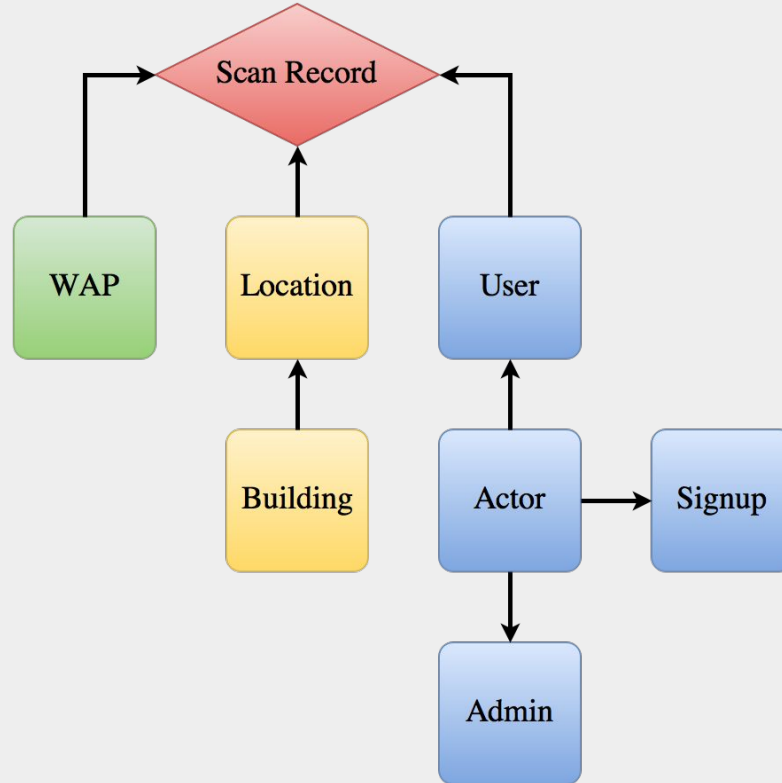 Scan Record
WAP
Location
User
Building
Actor
Signup
Admin